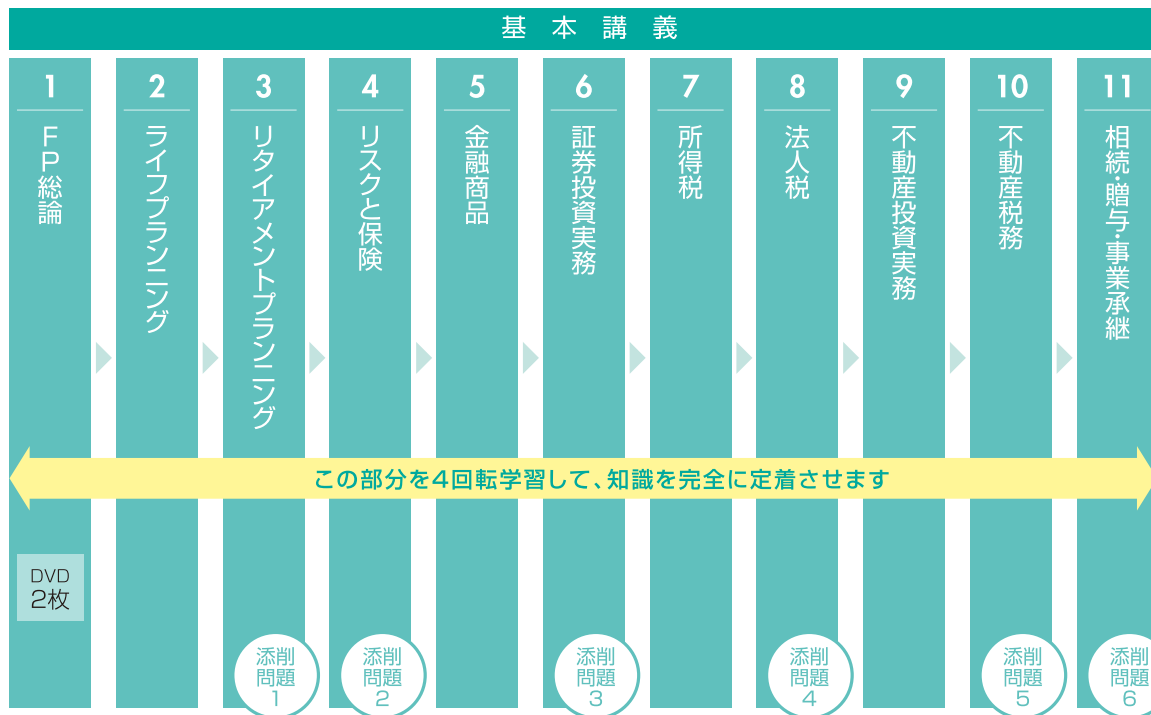 基本講義
1
FP総論
2
ライフプランニング
3
リタイアメントプランニング
4
リスクと保険
5
金融商品
6
証券投資実務
7
所得税
8
法人税
9
不動産投資実務
10
不動産税務
11
相続・贈与・事業承継
この部分を4回転学習して、知識を完全に定着させます
DVD
2枚
添削
問題
1
添削
問題
2
添削
問題
3
添削
問題
4
添削
問題
5
添削
問題
6